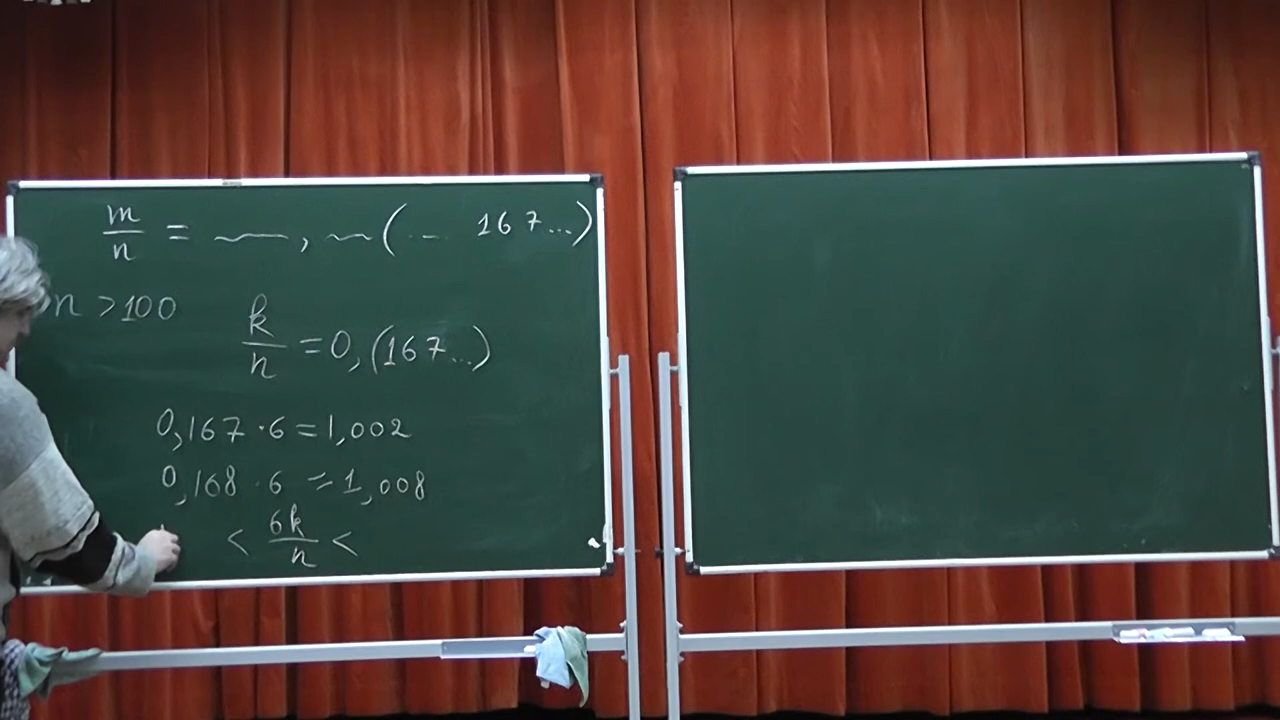 m/n = ~~~, ~~(... 167...)
n > 100
k/n = 0,(167...)
0,167 · 6 = 1,002
0,168 · 6 = 1,008
< 6k/n <